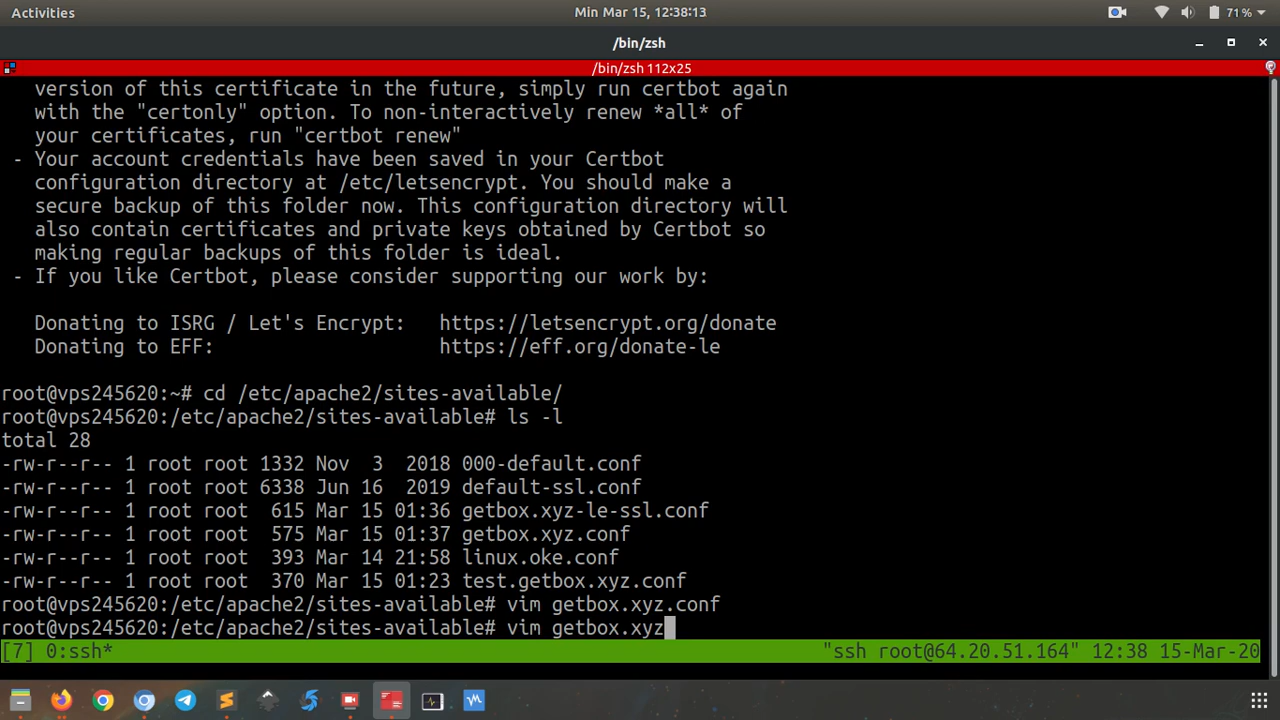 Activities
Min Mar 15, 12:38:13
71%
/bin/zsh
/bin/zsh 112x25
version of this certificate in the future, simply run certbot again
with the "certonly" option. To non-interactively renew *all* of
your certificates, run "certbot renew"
- Your account credentials have been saved in your Certbot
configuration directory at /etc/letsencrypt. You should make a
secure backup of this folder now. This configuration directory will
also contain certificates and private keys obtained by Certbot so
making regular backups of this folder is ideal.
- If you like Certbot, please consider supporting our work by:
Donating to ISRG / Let's Encrypt:   https://letsencrypt.org/donate
Donating to EFF:                    https://eff.org/donate-le
root@vps245620:~# cd /etc/apache2/sites-available/
root@vps245620:/etc/apache2/sites-available# ls -l
total 28
-rw-r--r-- 1 root root 1332 Nov  3  2018 000-default.conf
-rw-r--r-- 1 root root 6338 Jun 16  2019 default-ssl.conf
-rw-r--r-- 1 root root  615 Mar 15 01:36 getbox.xyz-le-ssl.conf
-rw-r--r-- 1 root root  575 Mar 15 01:37 getbox.xyz.conf
-rw-r--r-- 1 root root  393 Mar 14 21:58 linux.oke.conf
-rw-r--r-- 1 root root  370 Mar 15 01:23 test.getbox.xyz.conf
root@vps245620:/etc/apache2/sites-available# vim getbox.xyz.conf
root@vps245620:/etc/apache2/sites-available# vim getbox.xyz
[7] 0:ssh*
"ssh root@64.20.51.164" 12:38 15-Mar-20